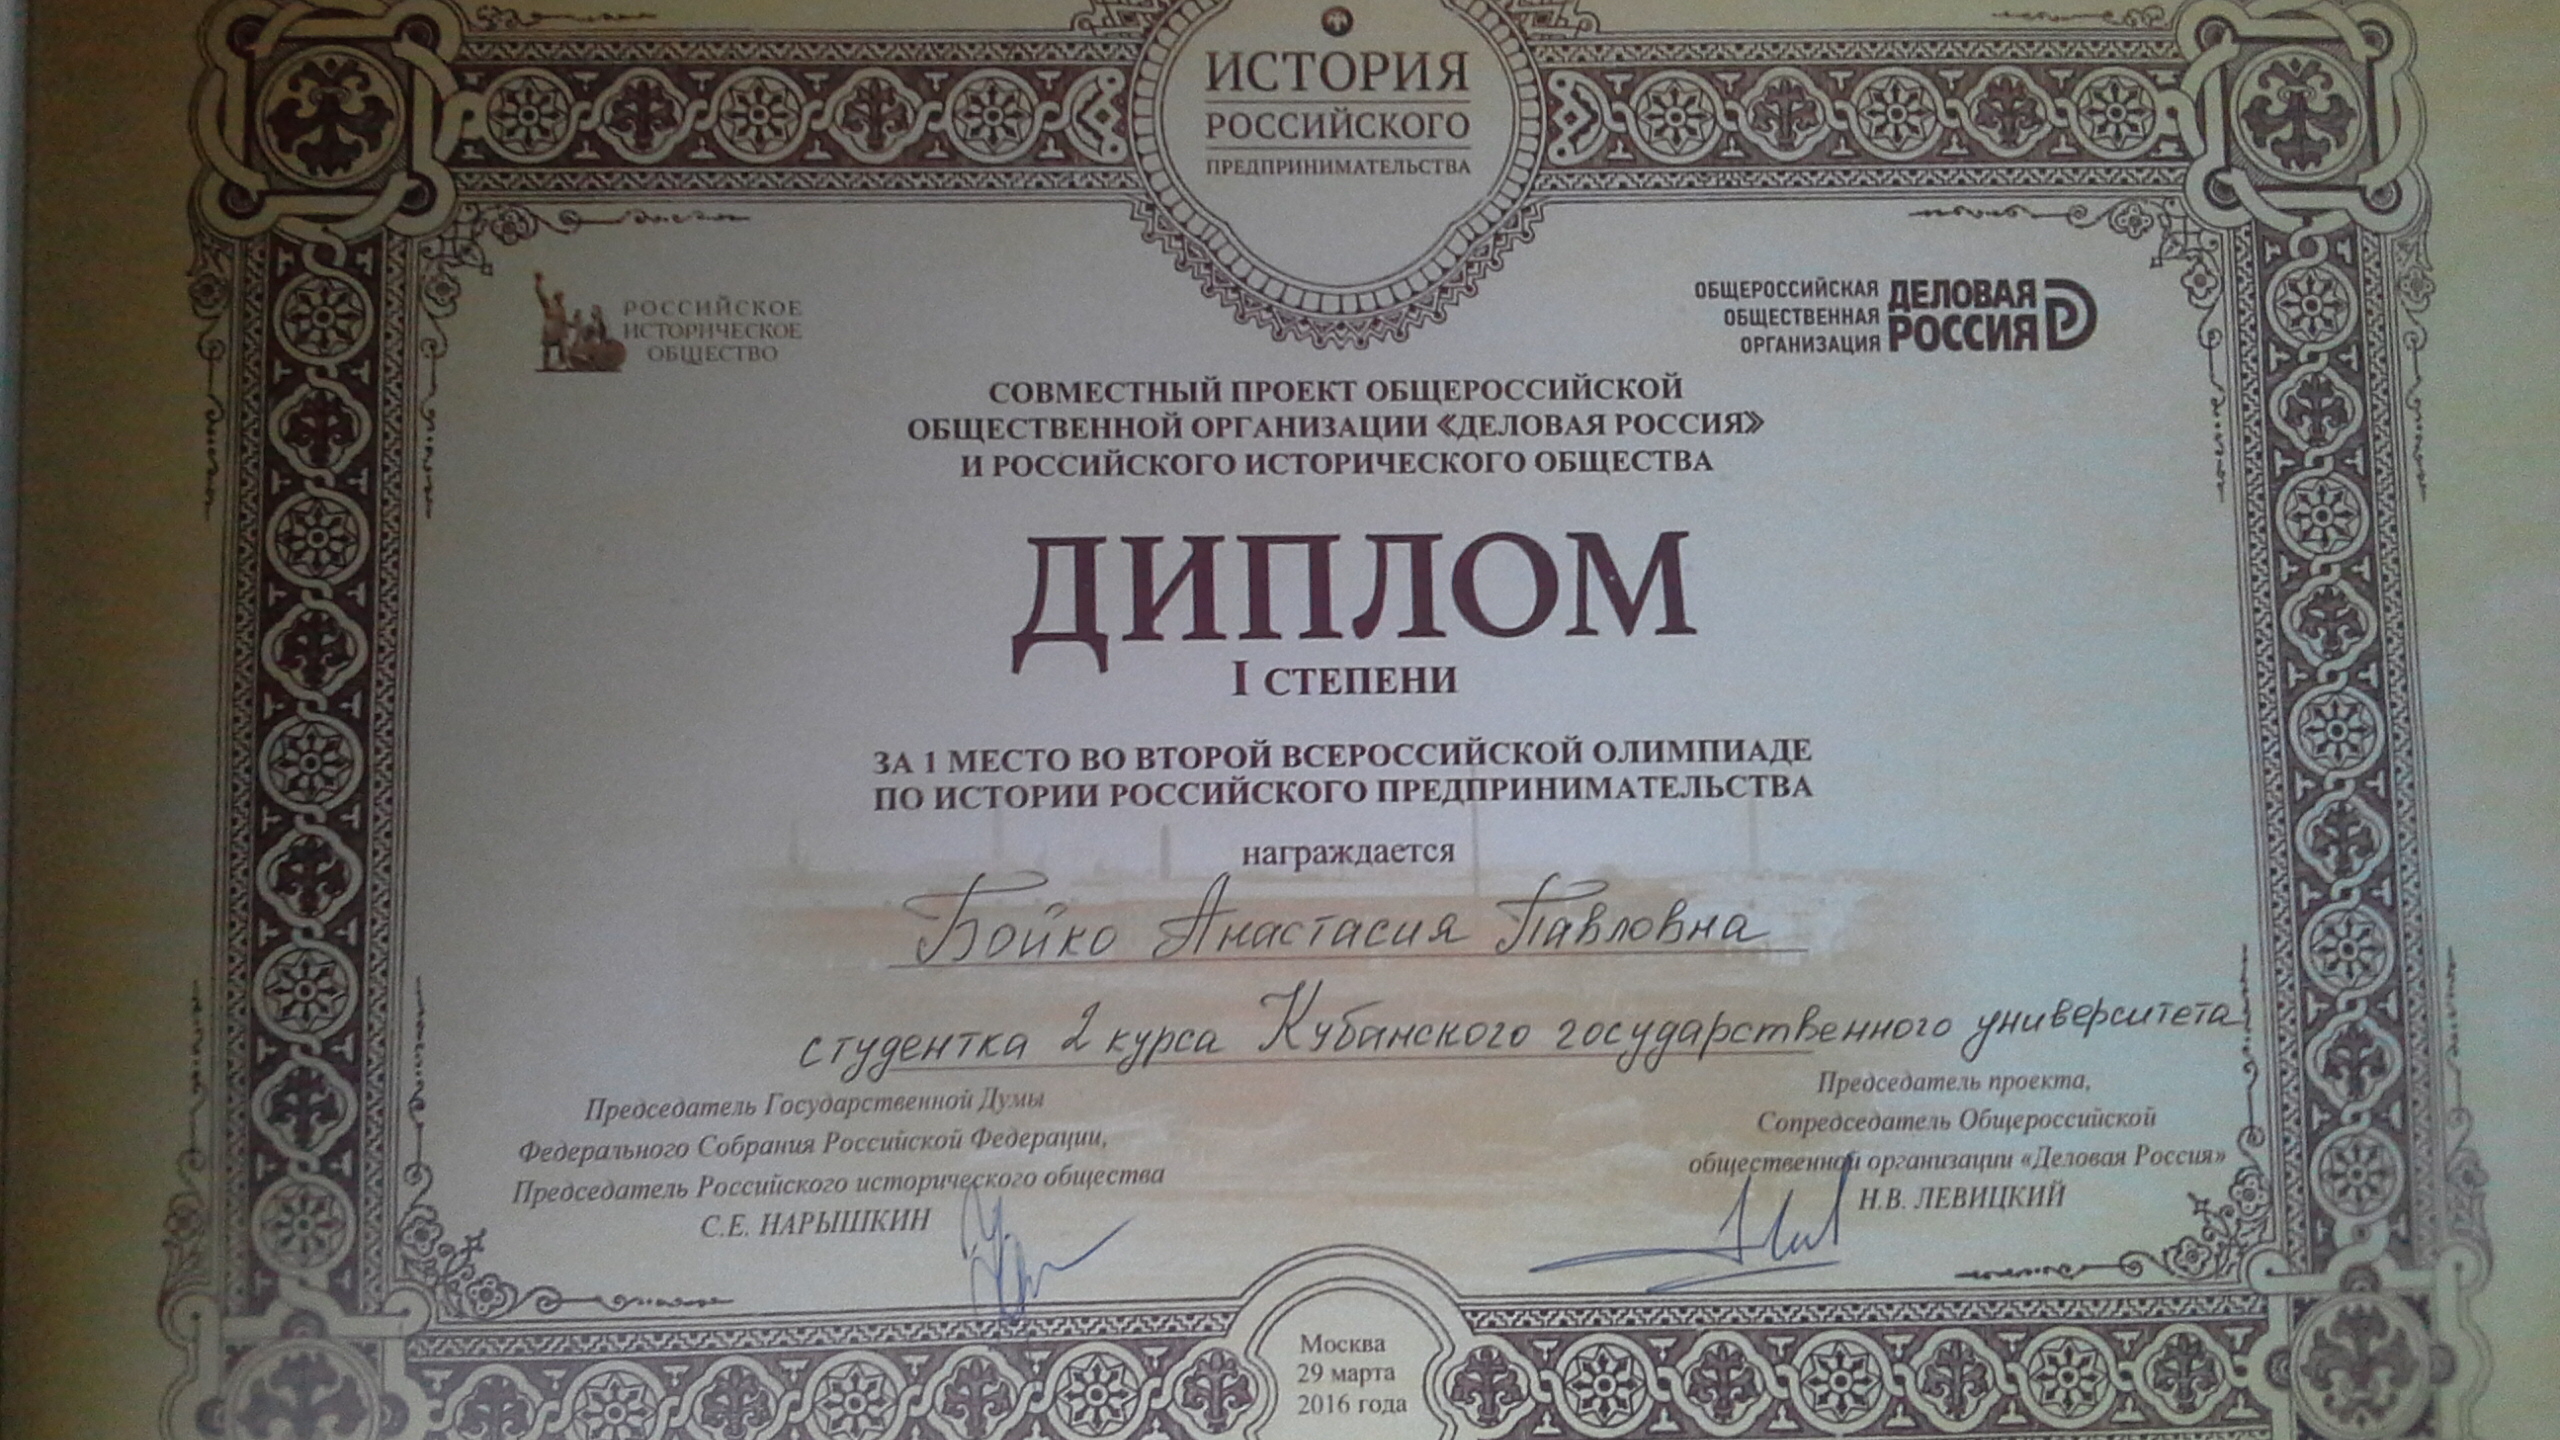 ИСТОРИЯ
РОССИЙСКОГО
ПРЕДПРИНИМАТЕЛЬСТВА
РОССИЙСКОЕ
ИСТОРИЧЕСКОЕ
ОБЩЕСТВО
ОБЩЕРОССИЙСКАЯ
ОБЩЕСТВЕННАЯ
ОРГАНИЗАЦИЯ
ДЕЛОВАЯ
РОССИЯ
СОВМЕСТНЫЙ ПРОЕКТ ОБЩЕРОССИЙСКОЙ
ОБЩЕСТВЕННОЙ ОРГАНИЗАЦИИ «ДЕЛОВАЯ РОССИЯ»
И РОССИЙСКОГО ИСТОРИЧЕСКОГО ОБЩЕСТВА
ДИПЛОМ
I СТЕПЕНИ
ЗА 1 МЕСТО ВО ВТОРОЙ ВСЕРОССИЙСКОЙ ОЛИМПИАДЕ
ПО ИСТОРИИ РОССИЙСКОГО ПРЕДПРИНИМАТЕЛЬСТВА
награждается
Бойко Анастасия Павловна
студентка 2 курса Кубанского государственного университета
Председатель Государственной Думы
Федерального Собрания Российской Федерации,
Председатель Российского исторического общества
С.Е. НАРЫШКИН
Председатель проекта,
Сопредседатель Общероссийской
общественной организации «Деловая Россия»
Н.В. ЛЕВИЦКИЙ
Москва
29 марта
2016 года